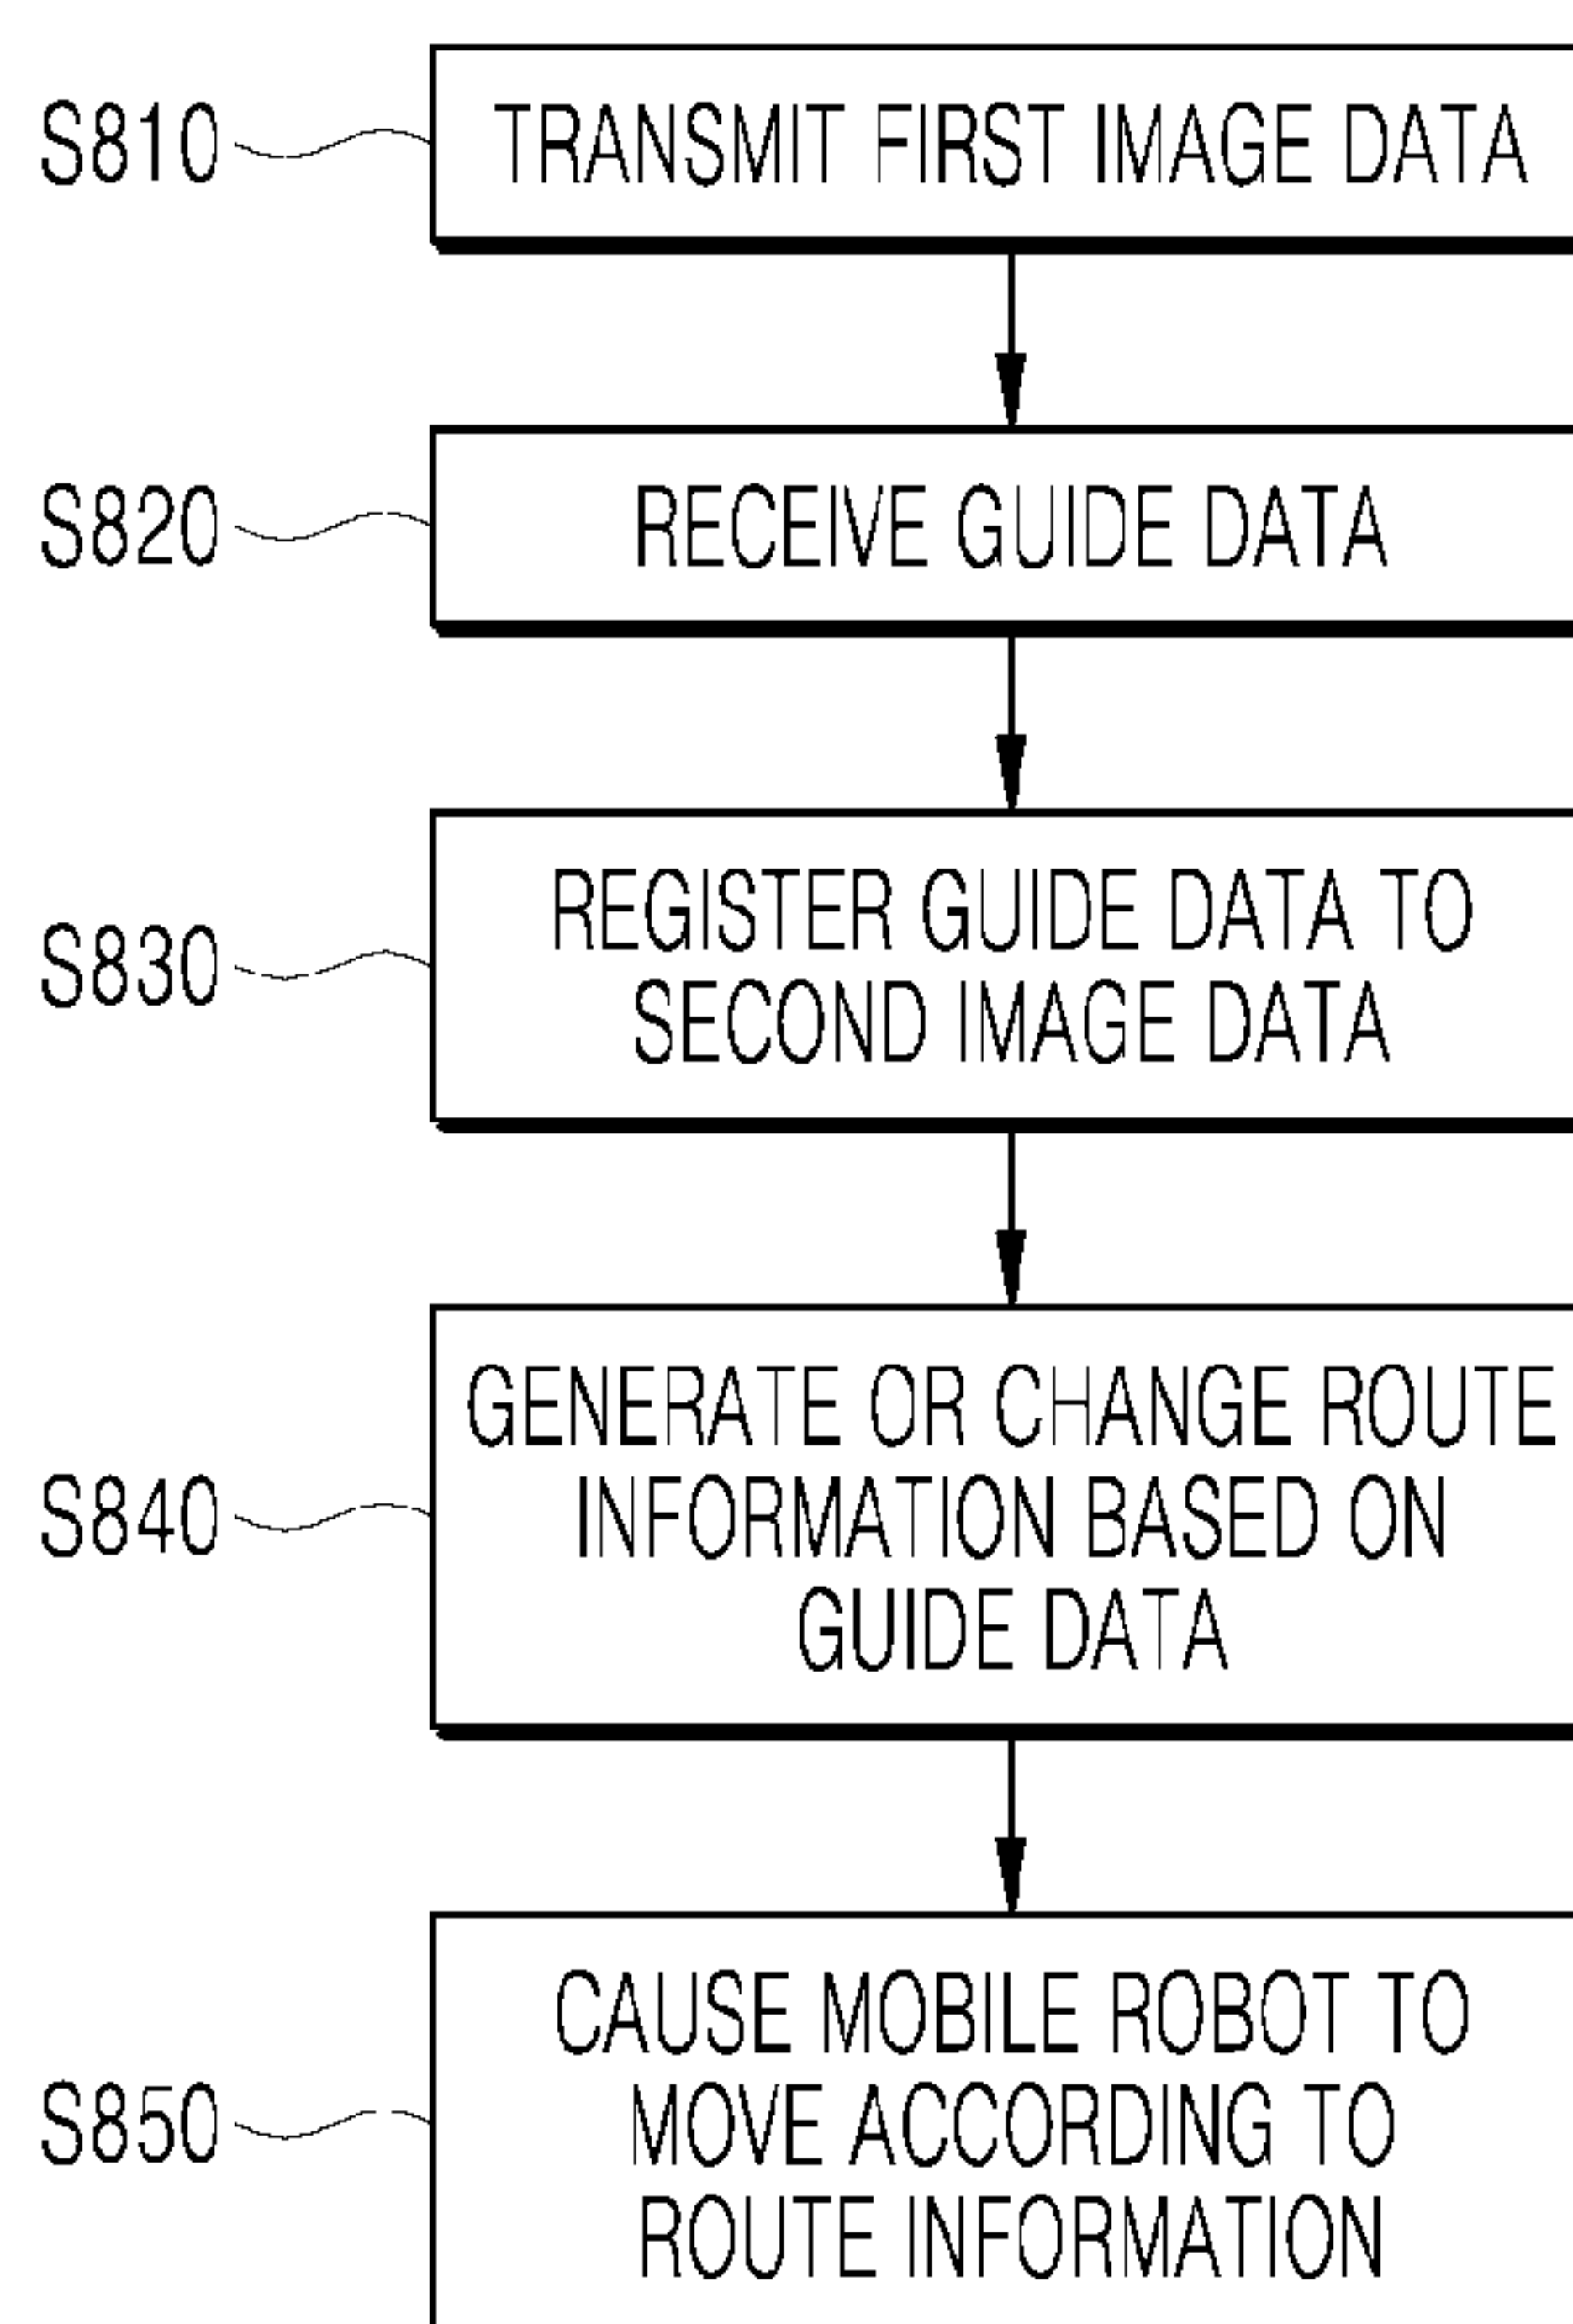 S810
TRANSMIT FIRST IMAGE DATA
S820
RECEIVE GUIDE DATA
S830
REGISTER GUIDE DATA TO
SECOND IMAGE DATA
S840
GENERATE OR CHANGE ROUTE
INFORMATION BASED ON
GUIDE DATA
S850
CAUSE MOBILE ROBOT TO
MOVE ACCORDING TO
ROUTE INFORMATION